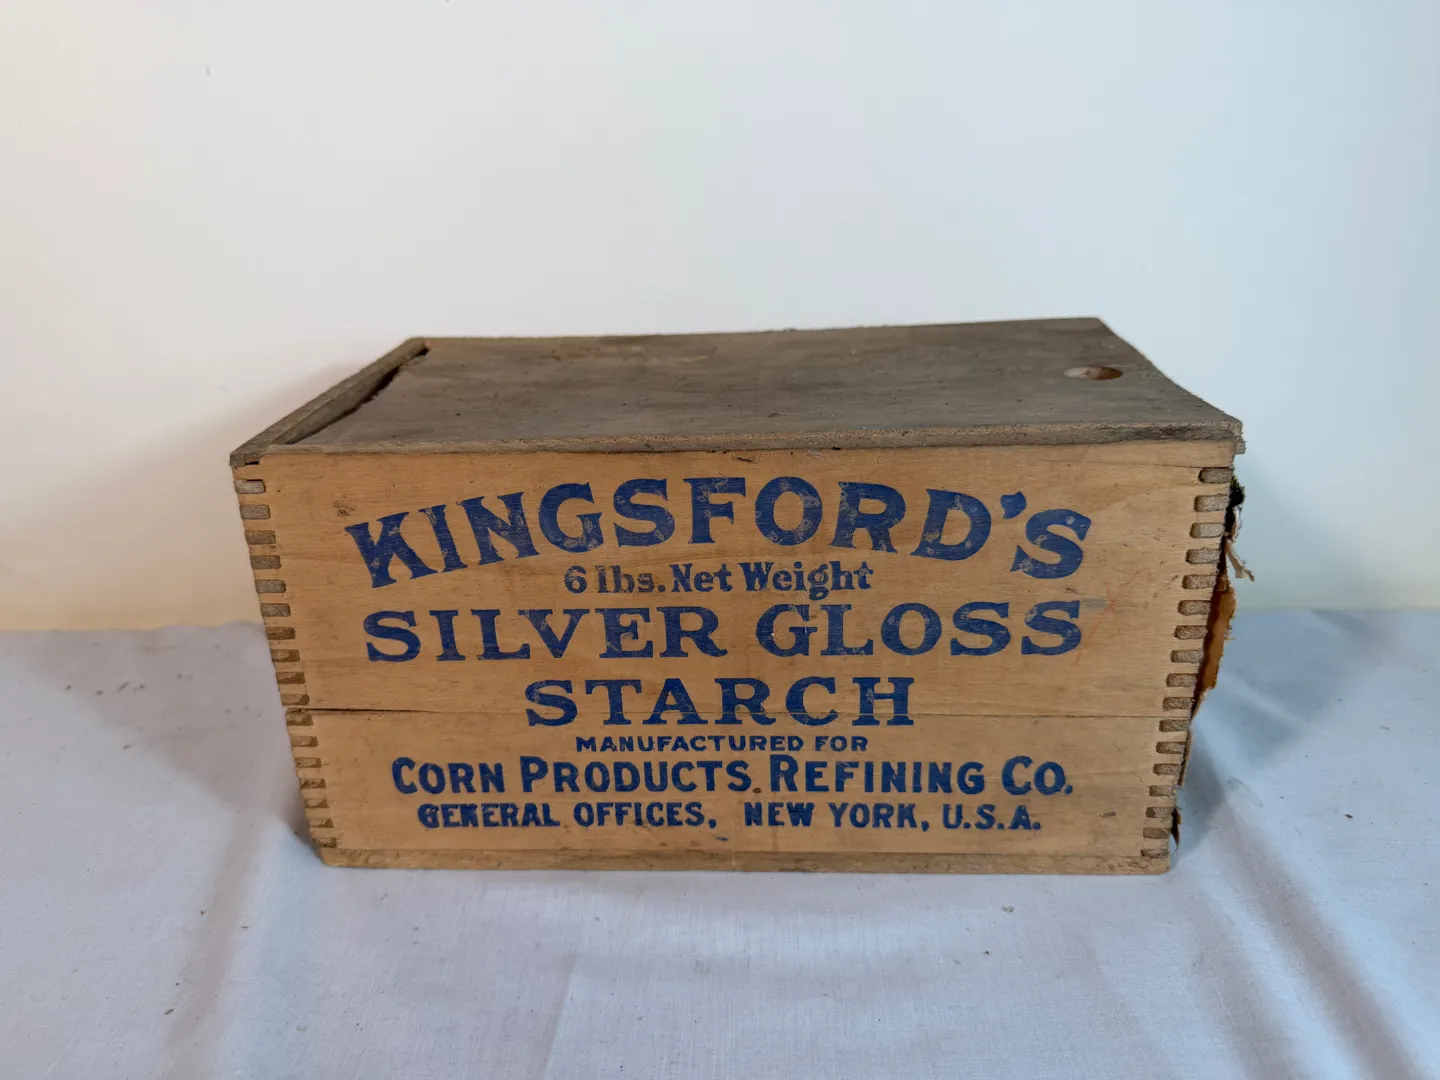 KINGSFORD'S
6 lbs. Net Weight
SILVER GLOSS
STARCH
MANUFACTURED FOR
CORN PRODUCTS REFINING CO.
GENERAL OFFICES, NEW YORK, U.S.A.